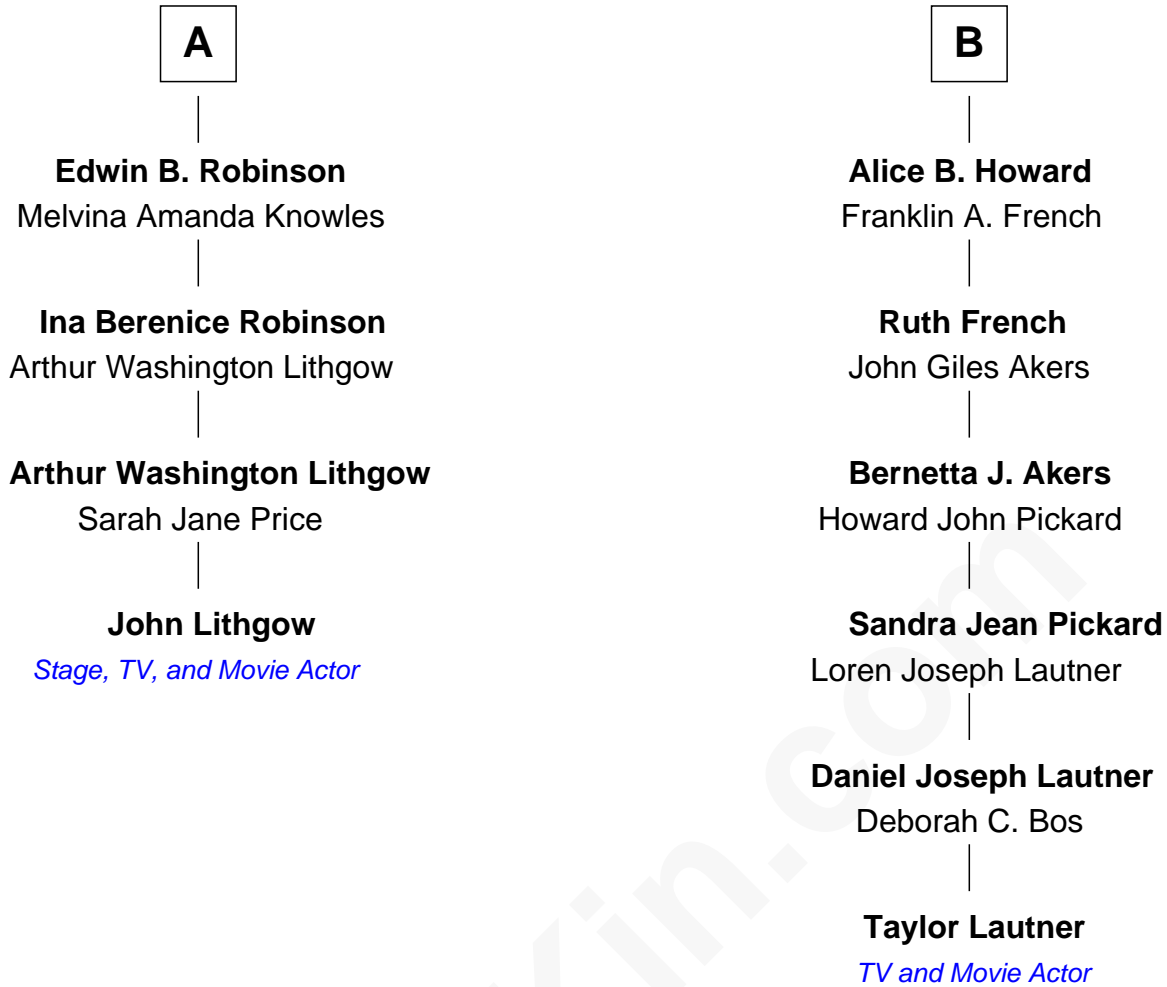 A
Edwin B. Robinson
Melvina Amanda Knowles
Ina Berenice Robinson
Arthur Washington Lithgow
Arthur Washington Lithgow
Sarah Jane Price
John Lithgow
Stage, TV, and Movie Actor
B
Alice B. Howard
Franklin A. French
Ruth French
John Giles Akers
Bernetta J. Akers
Howard John Pickard
Sandra Jean Pickard
Loren Joseph Lautner
Daniel Joseph Lautner
Deborah C. Bos
Taylor Lautner
TV and Movie Actor
Kin.com